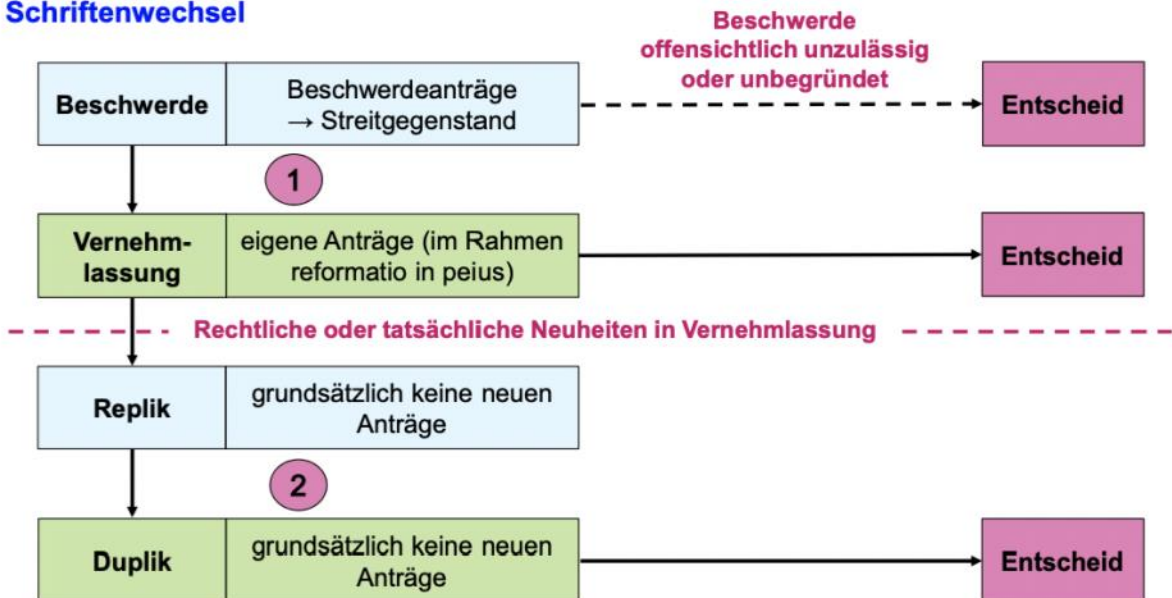 Schriftenwechsel
Beschwerde
offensichtlich unzulässig
oder unbegründet
Beschwerde
Beschwerdeanträge
→ Streitgegenstand
Entscheid
1
Vernehm-
lassung
eigene Anträge (im Rahmen
reformatio in peius)
Entscheid
Rechtliche oder tatsächliche Neuheiten in Vernehmlassung
Replik
grundsätzlich keine neuen
Anträge
2
Duplik
grundsätzlich keine neuen
Anträge
Entscheid